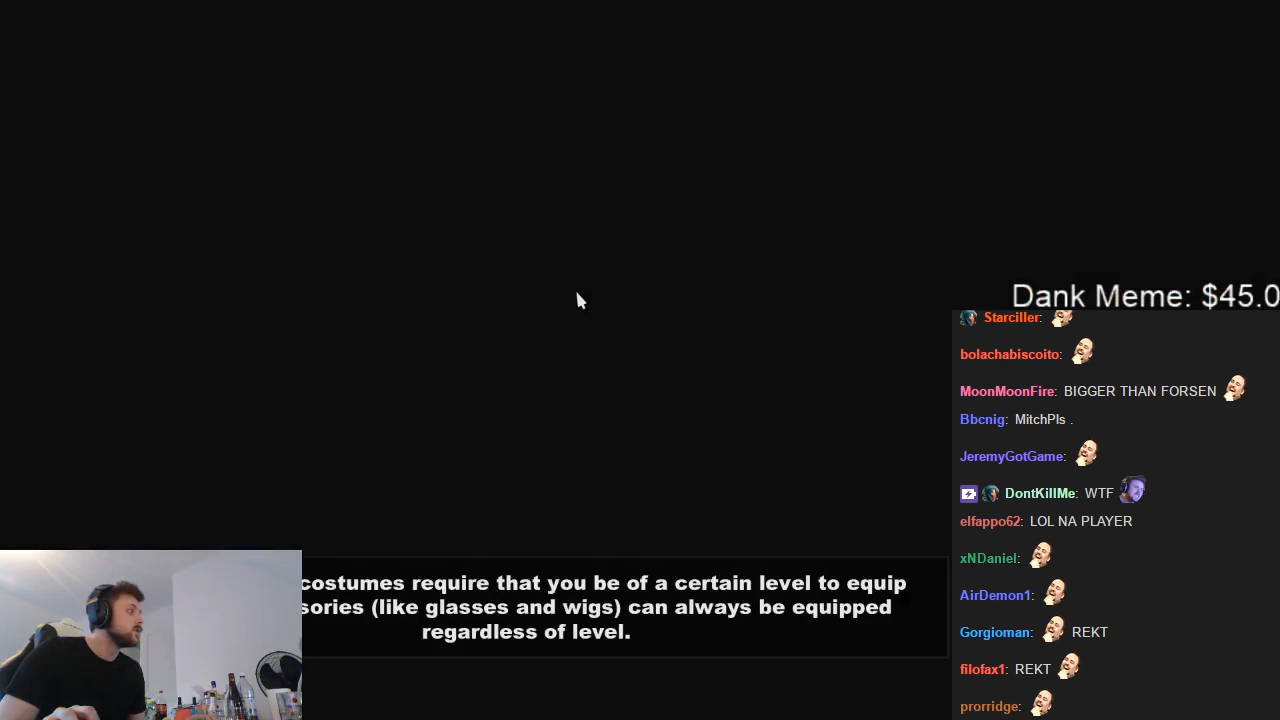 Dank Meme: $45.0
Starciller:
bolachabiscoito:
MoonMoonFire: BIGGER THAN FORSEN
Bbcnig: MitchPls .
JeremyGotGame:
DontKillMe: WTF
elfappo62: LOL NA PLAYER
xNDaniel:
AirDemon1:
Gorgioman: REKT
filofax1: REKT
prorridge:
costumes require that you be of a certain level to equip
sories (like glasses and wigs) can always be equipped
regardless of level.